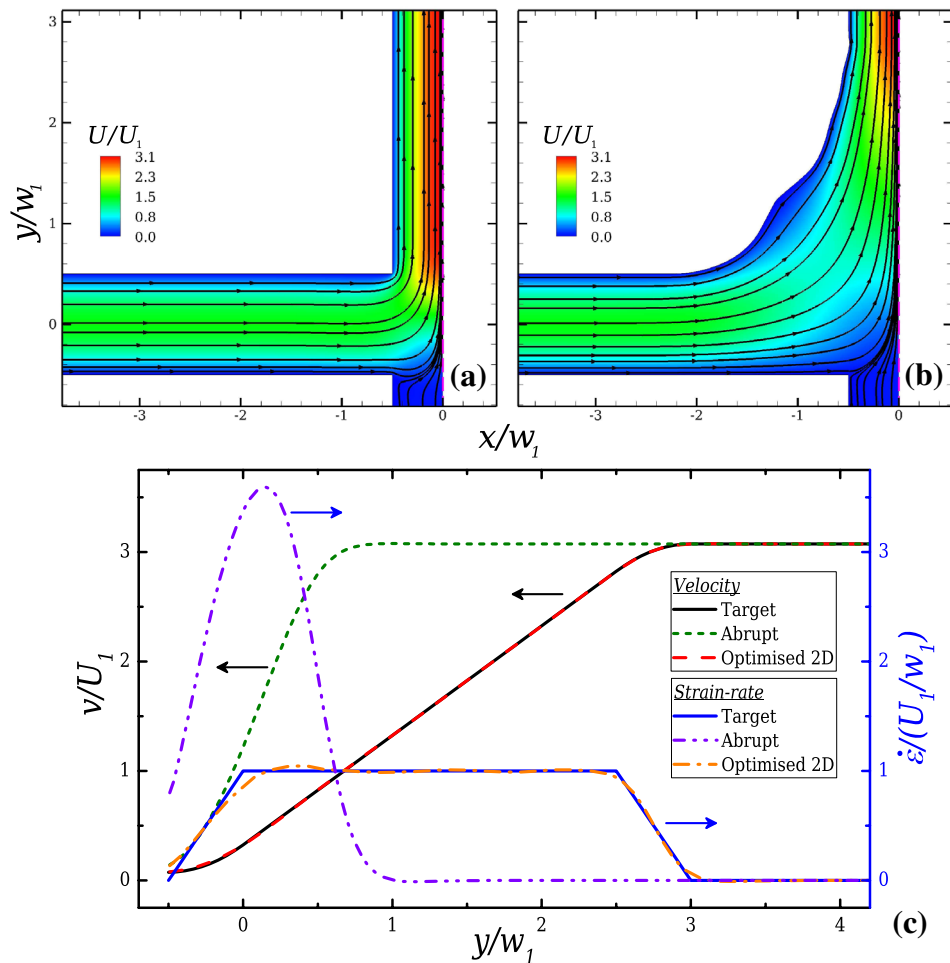 3
2
1
0
y/w1
U/U1
3.1
2.3
1.5
0.8
0.0
(a)
-3
-2
-1
0
U/U1
3.1
2.3
1.5
0.8
0.0
(b)
-3
-2
-1
0
x/w1
3
2
1
0
v/U1
3
2
1
0
ε̇/(U1/w1)
Velocity
Target
Abrupt
Optimised 2D
Strain-rate
Target
Abrupt
Optimised 2D
0
1
2
3
4
y/w1
(c)